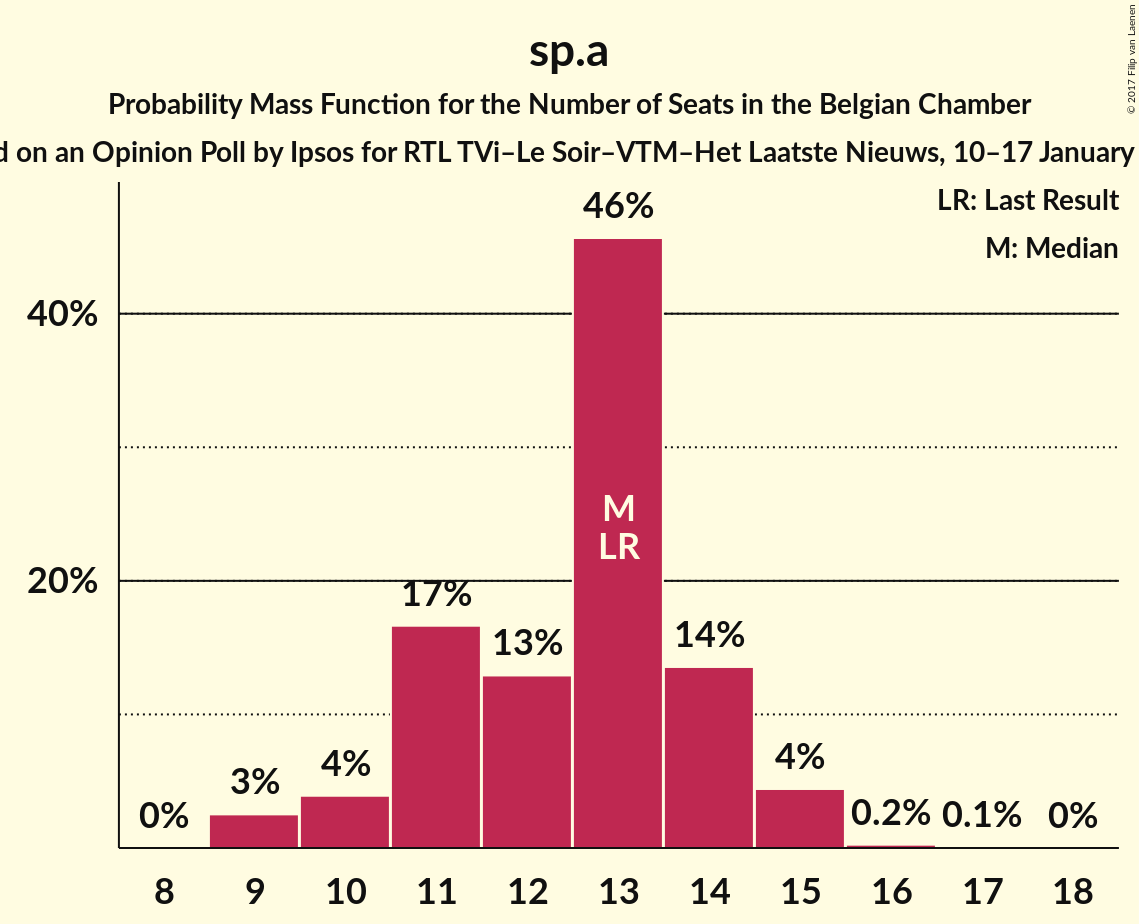 sp.a
Probability Mass Function for the Number of Seats in the Belgian Chamber
on an Opinion Poll by Ipsos for RTL TVi–Le Soir–VTM–Het Laatste Nieuws, 10–17 January
© 2017 Filip van Laenen
LR: Last Result
M: Median
46%
40%
M
LR
20%
17%
13%
14%
3%
4%
4%
0%
0.2%
0.1%
0%
8 9 10 11 12 13 14 15 16 17 18